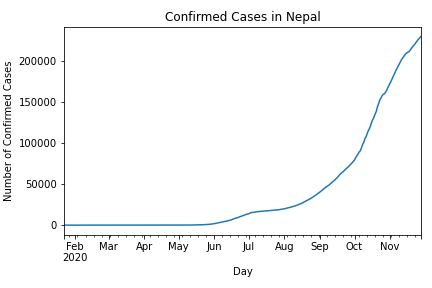 Confirmed Cases in Nepal
Number of Confirmed Cases
200000
150000
100000
50000
0
Feb Mar Apr May Jun Jul Aug Sep Oct Nov
2020
Day